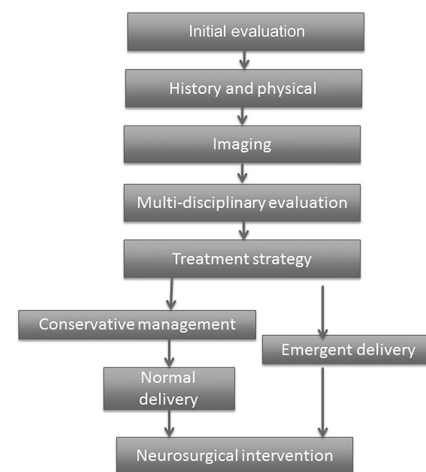 Initial evaluation
History and physical
Imaging
Multi-disciplinary evaluation
Treatment strategy
Conservative management
Emergent delivery
Normal
delivery
Neurosurgical intervention